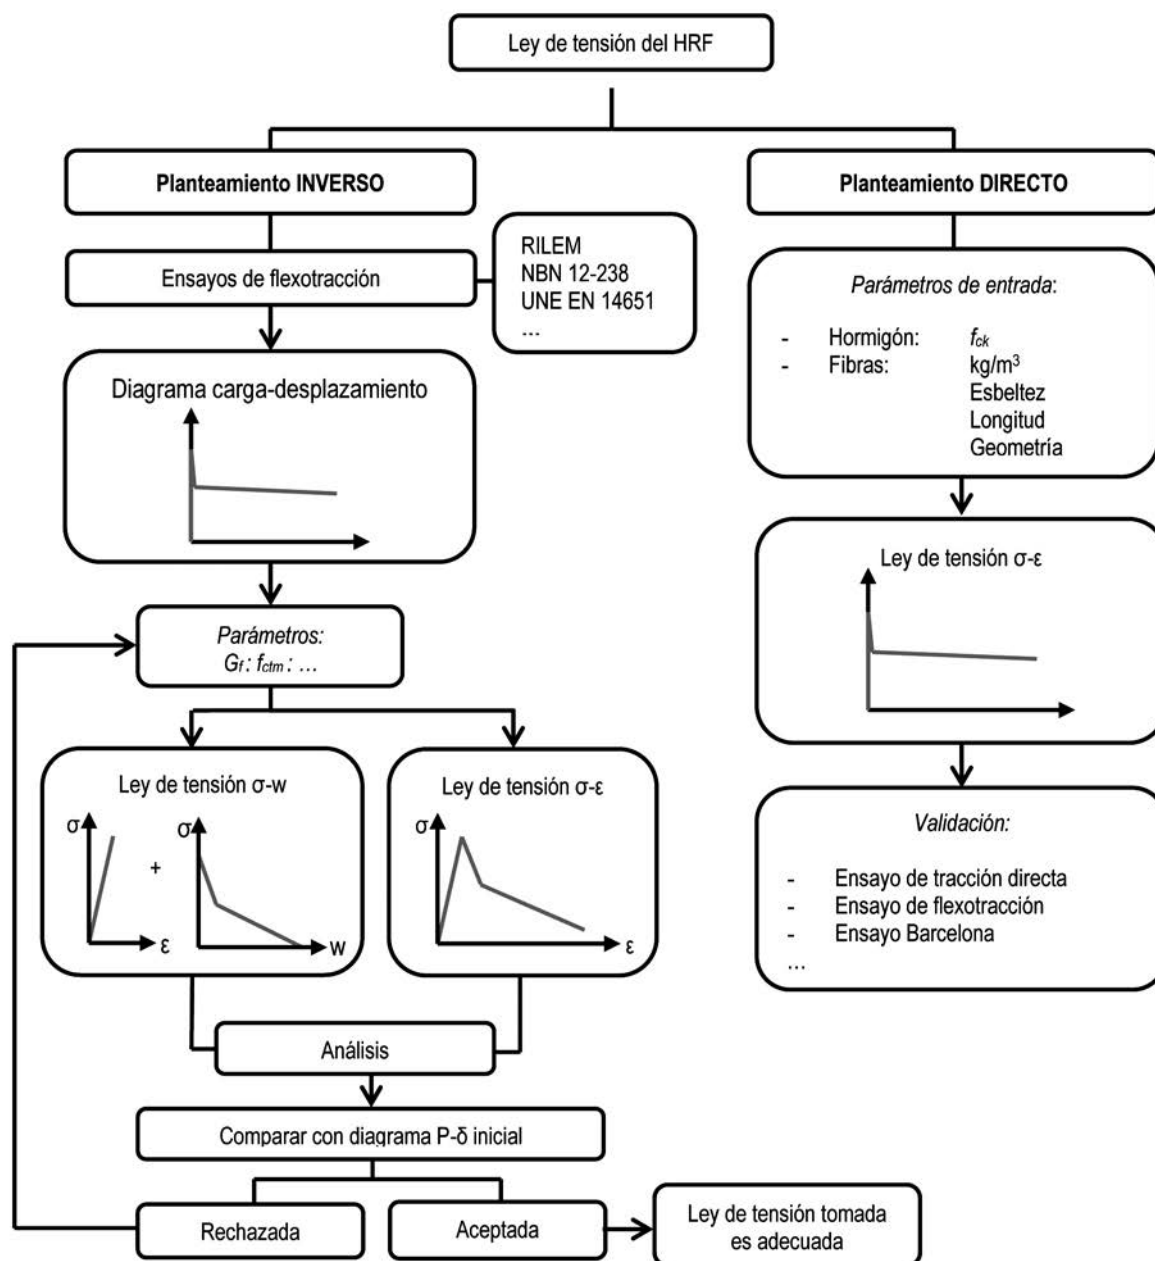 Ley de tensión del HRF
Planteamiento INVERSO
Ensayos de flexotracción
RILEM
NBN 12-238
UNE EN 14651
...
Diagrama carga-desplazamiento
Parámetros:
Gf : fctm : ...
Ley de tensión σ-w
σ
+
ε
σ
w
Ley de tensión σ-ε
σ
ε
Análisis
Comparar con diagrama P-δ inicial
Rechazada
Aceptada
Ley de tensión tomada
es adecuada
Planteamiento DIRECTO
Parámetros de entrada:
- Hormigón: fck
- Fibras: kg/m³
Esbeltez
Longitud
Geometría
Ley de tensión σ-ε
Validación:
- Ensayo de tracción directa
- Ensayo de flexotracción
- Ensayo Barcelona
...